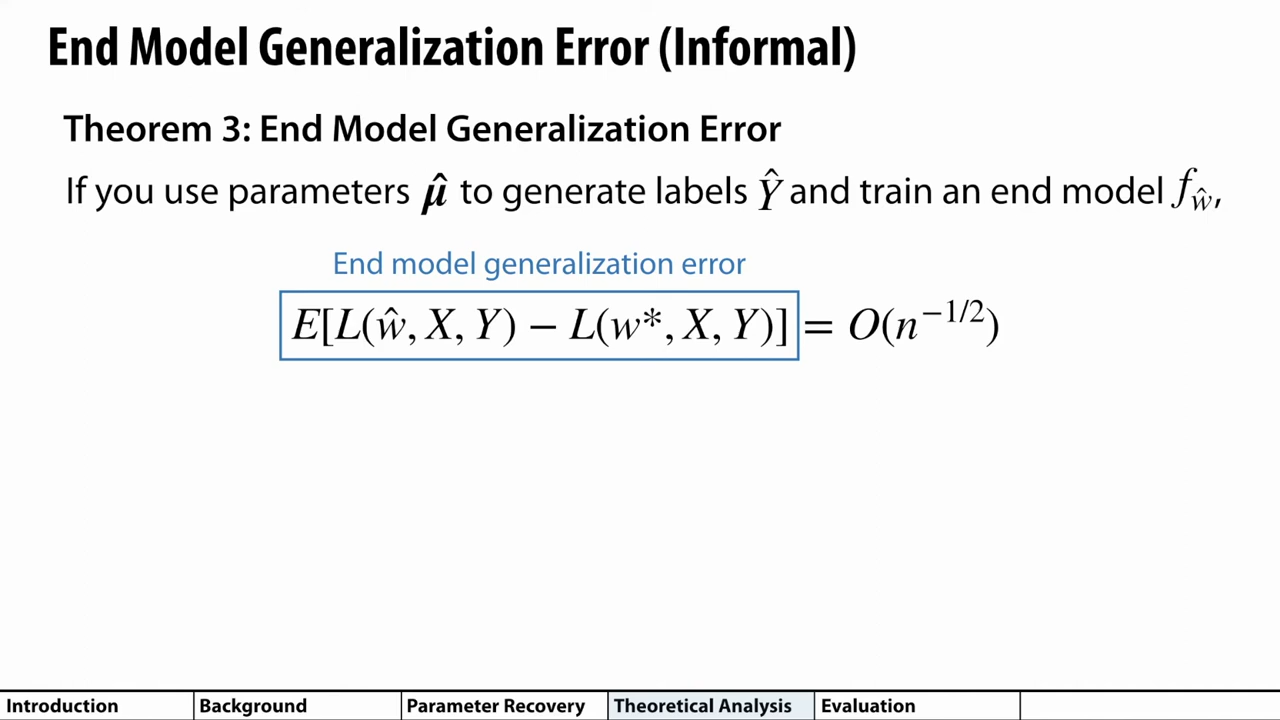 End Model Generalization Error (Informal)
Theorem 3: End Model Generalization Error
If you use parameters μ̂ to generate labels Ŷ and train an end model f_ŵ,
End model generalization error
E[L(ŵ, X, Y) − L(w*, X, Y)] = O(n^{−1/2})
Introduction
Background
Parameter Recovery
Theoretical Analysis
Evaluation